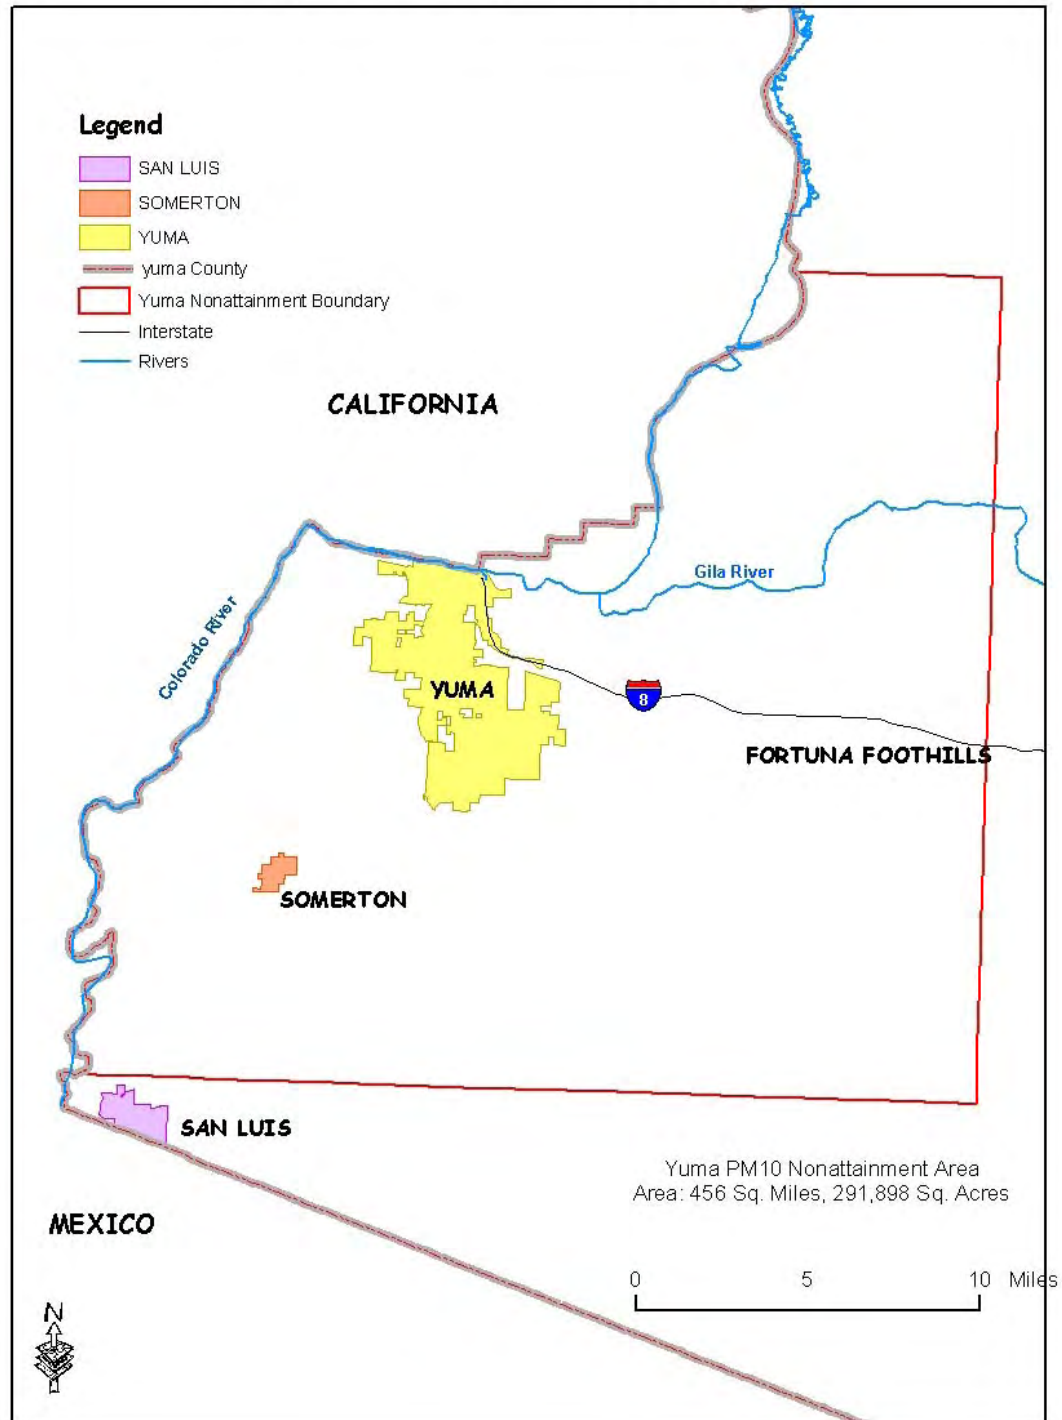 Legend
SAN LUIS
SOMERTON
YUMA
yuma County
Yuma Nonattainment Boundary
Interstate
Rivers
CALIFORNIA
Gila River
Colorado River
YUMA
8
FORTUNA FOOTHILLS
SOMERTON
SAN LUIS
Yuma PM10 Nonattainment Area
Area: 456 Sq. Miles, 291,898 Sq. Acres
MEXICO
0 5 10 Miles
N